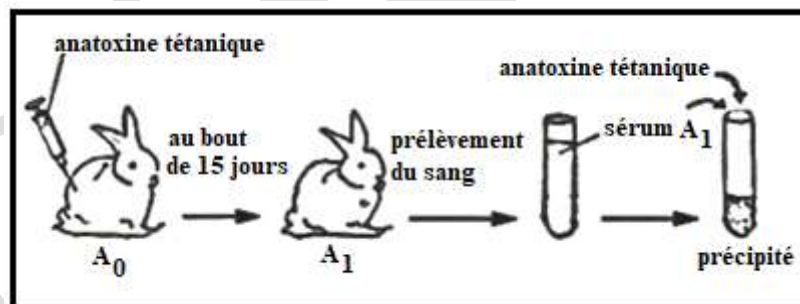 anatoxine tétanique
au bout
de 15 jours
A0
A1
prélèvement
du sang
anatoxine tétanique
sérum A1
précipité